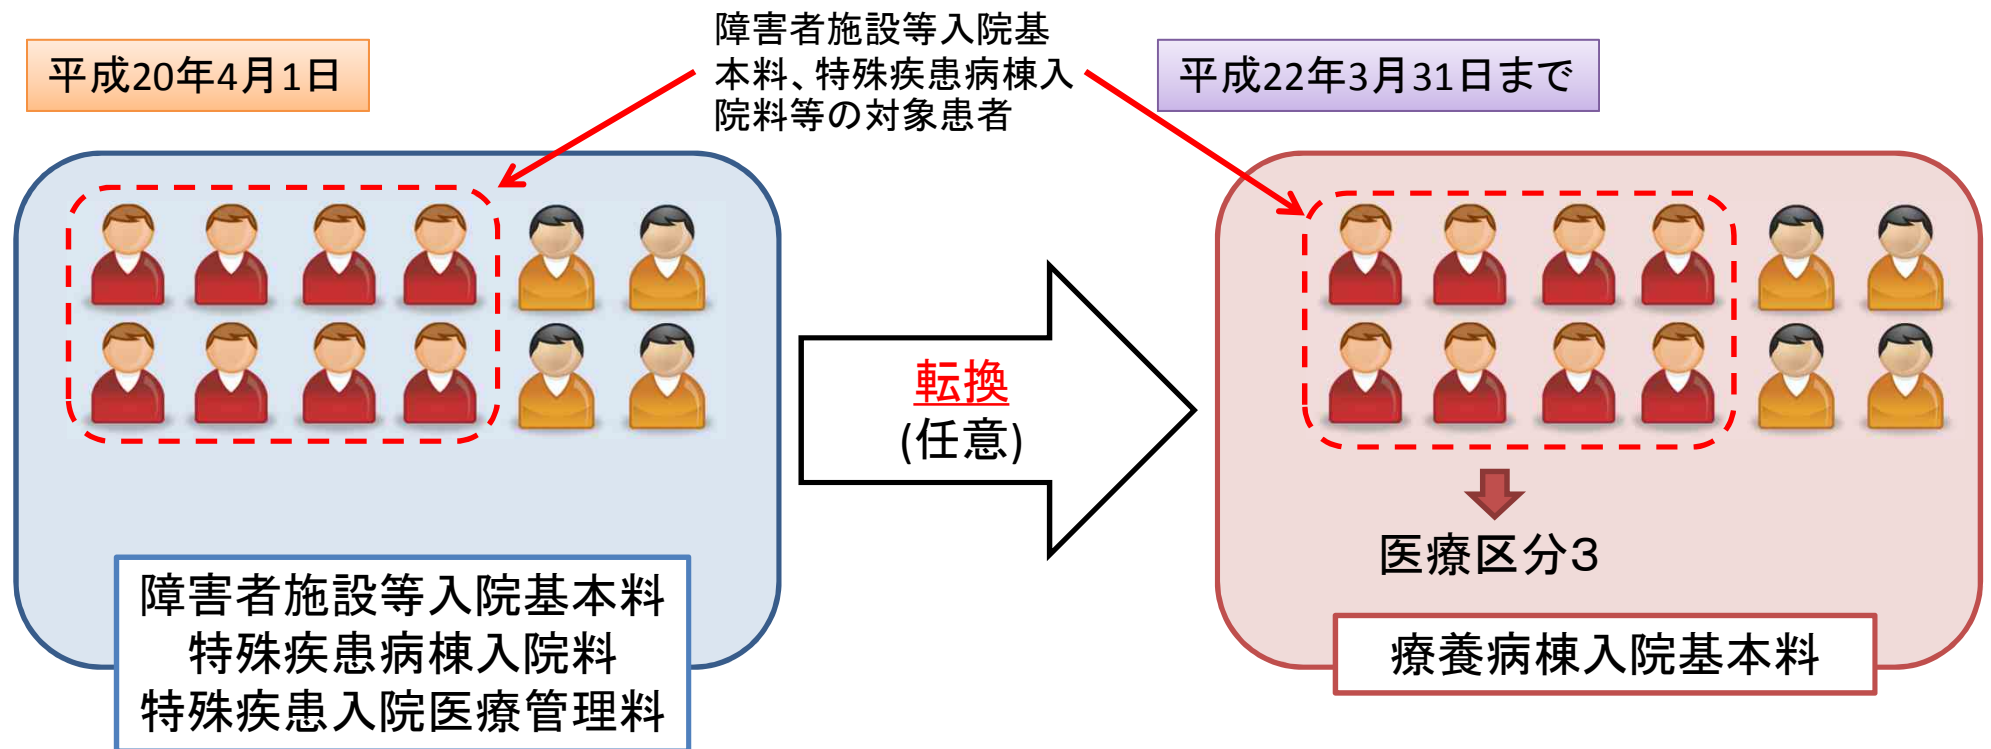 平成20年4月1日
障害者施設等入院基
本料、特殊疾患病棟入
院料等の対象患者
平成22年3月31日まで
転換
(任意)
医療区分3
障害者施設等入院基本料
特殊疾患病棟入院料
特殊疾患入院医療管理料
療養病棟入院基本料